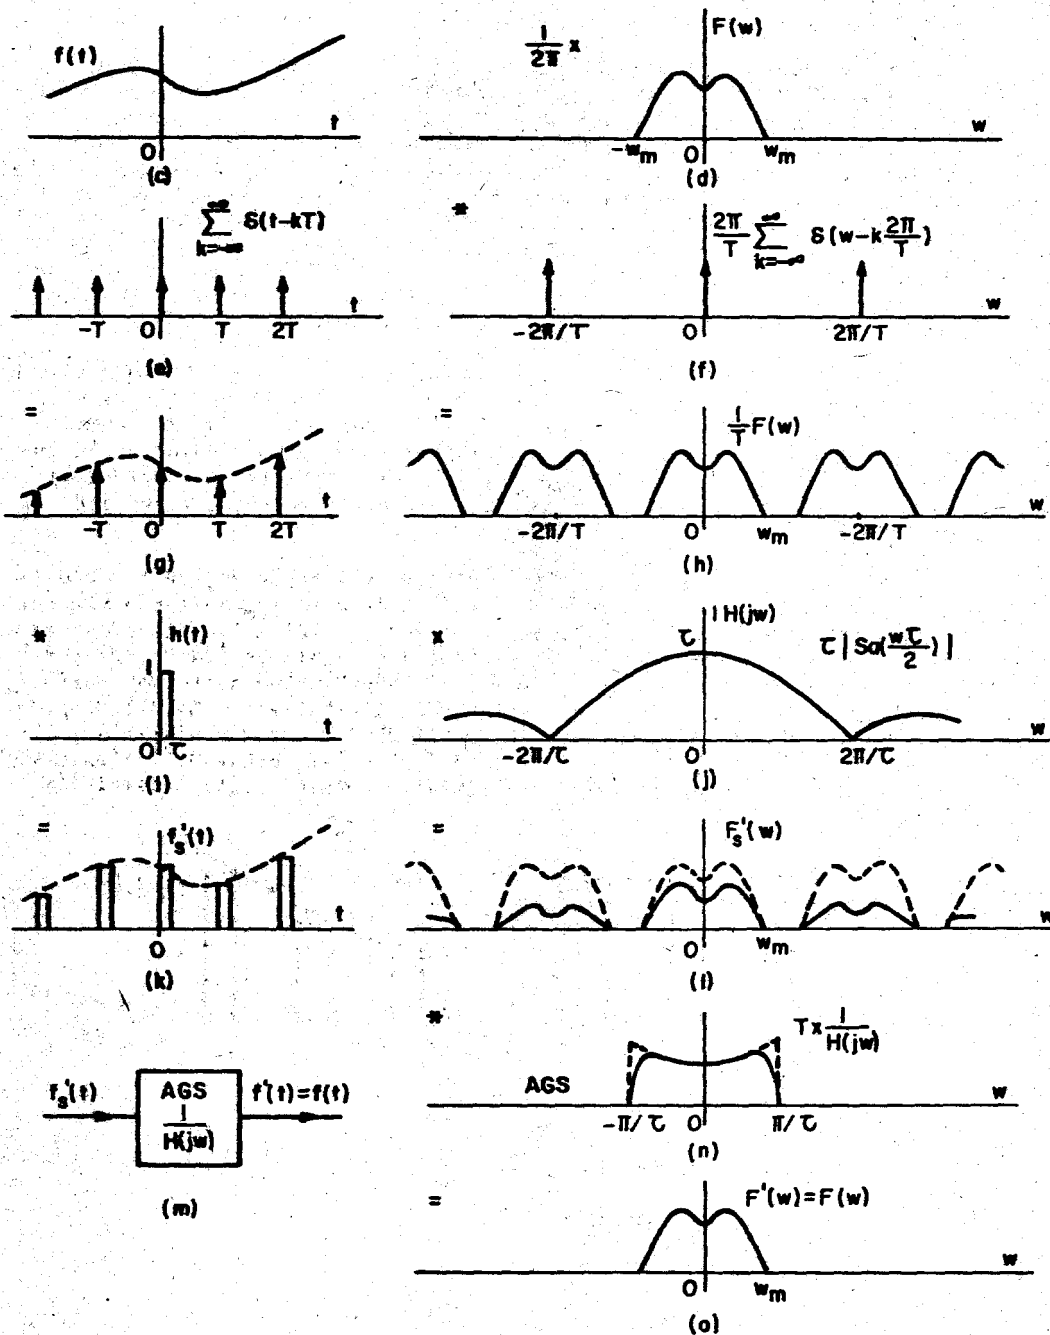 f(t)
t
0
(c)
1/2π x
F(w)
w
-wm 0 wm
(d)
∞
Σ δ(t-kT)
k=-∞
t
-T 0 T 2T
(e)
*
2π/T Σ δ(w-k 2π/T)
∞
k=-∞
w
-2π/T 0 2π/T
(f)
=
t
-T 0 T 2T
(g)
=
1/T F(w)
w
-2π/T 0 wm -2π/T
(h)
*
h(t)
1
t
0 τ
(i)
x
|H(jw)
τ
τ|Sa(wτ/2)|
w
-2π/τ 0 2π/τ
(j)
=
fs'(t)
t
0
(k)
=
Fs'(w)
w
0 wm
(l)
fs'(t)
AGS
1/H(jw)
f'(t)=f(t)
(m)
*
T x 1/H(jw)
AGS
w
-π/τ 0 π/τ
(n)
=
F'(w)=F(w)
w
0 wm
(o)